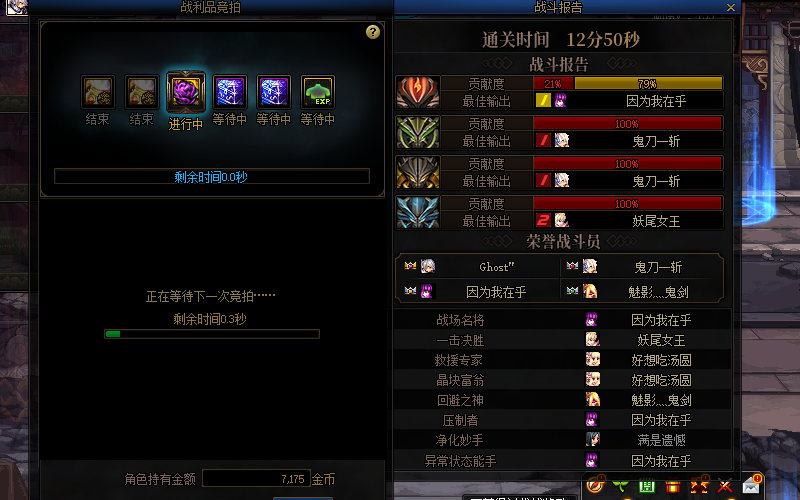 战利品竞拍
?
结束 结束 进行中 等待中 等待中 等待中
EXP
剩余时间0.0秒
正在等待下一次竞拍……
剩余时间0.3秒
角色持有金额 7,175 金币
战斗报告
通关时间 12分50秒
战斗报告
贡献度 21% 79%
最佳输出 1 因为我在乎
贡献度 100%
最佳输出 1 鬼刀一斩
贡献度 100%
最佳输出 1 鬼刀一斩
贡献度 100%
最佳输出 2 妖尾女王
荣誉战斗员
Ghost" 鬼刀一斩
因为我在乎 魅影灬鬼剑
战场名将 因为我在乎
一击决胜 妖尾女王
救援专家 好想吃汤圆
晶块富翁 好想吃汤圆
回避之神 魅影灬鬼剑
压制者 因为我在乎
净化妙手 满是遗憾
异常状态能手 因为我在乎